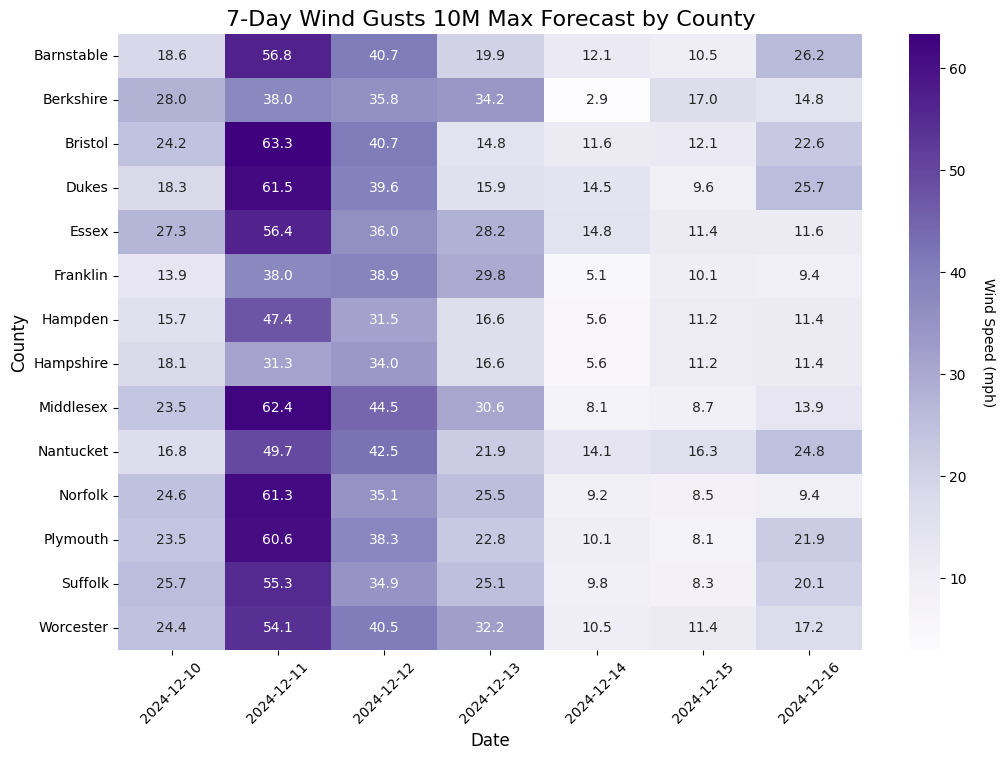 7-Day Wind Gusts 10M Max Forecast by County
Barnstable 18.6 56.8 40.7 19.9 12.1 10.5 26.2
Berkshire 28.0 38.0 35.8 34.2 2.9 17.0 14.8
Bristol 24.2 63.3 40.7 14.8 11.6 12.1 22.6
Dukes 18.3 61.5 39.6 15.9 14.5 9.6 25.7
Essex 27.3 56.4 36.0 28.2 14.8 11.4 11.6
Franklin 13.9 38.0 38.9 29.8 5.1 10.1 9.4
Hampden 15.7 47.4 31.5 16.6 5.6 11.2 11.4
Hampshire 18.1 31.3 34.0 16.6 5.6 11.2 11.4
Middlesex 23.5 62.4 44.5 30.6 8.1 8.7 13.9
Nantucket 16.8 49.7 42.5 21.9 14.1 16.3 24.8
Norfolk 24.6 61.3 35.1 25.5 9.2 8.5 9.4
Plymouth 23.5 60.6 38.3 22.8 10.1 8.1 21.9
Suffolk 25.7 55.3 34.9 25.1 9.8 8.3 20.1
Worcester 24.4 54.1 40.5 32.2 10.5 11.4 17.2
2024-12-10 2024-12-11 2024-12-12 2024-12-13 2024-12-14 2024-12-15 2024-12-16
Date
County
60
50
40
30
20
10
Wind Speed (mph)